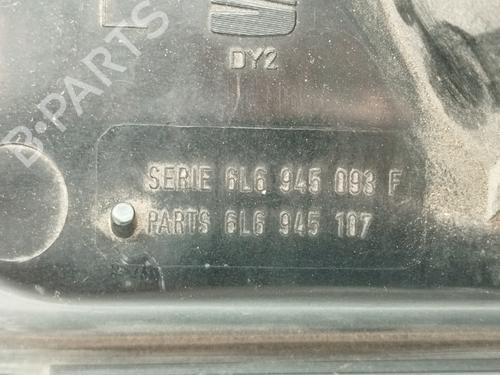 DY2
SERIE 6L6 945 093 F
PARTS 6L6 945 107
B-PARTS